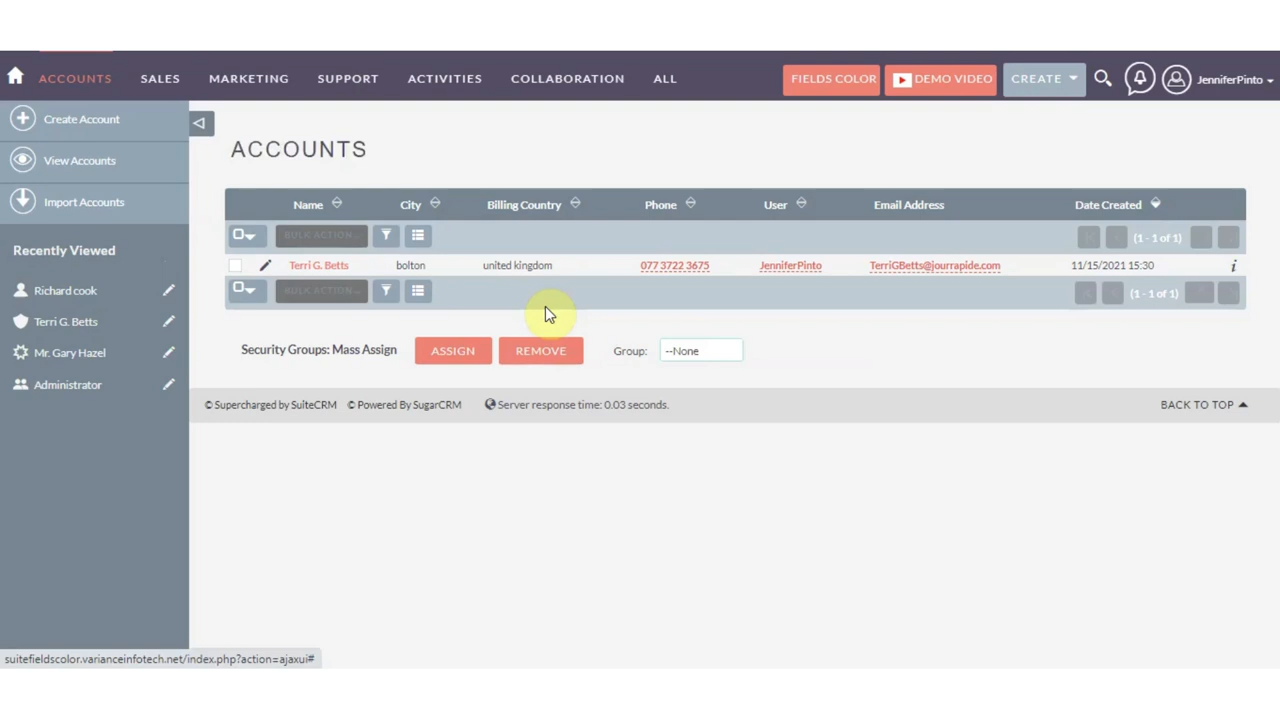 ACCOUNTS SALES MARKETING SUPPORT ACTIVITIES COLLABORATION ALL FIELDS COLOR DEMO VIDEO CREATE JenniferPinto
Create Account
View Accounts
Import Accounts
Recently Viewed
Richard cook
Terri G. Betts
Mr. Gary Hazel
Administrator
ACCOUNTS
Name City Billing Country Phone User Email Address Date Created
BULK ACTION... (1 - 1 of 1)
Terri G. Betts bolton united kingdom 077 3722 3675 JenniferPinto TerriGBetts@jourrapide.com 11/15/2021 15:30 i
BULK ACTION... (1 - 1 of 1)
Security Groups: Mass Assign ASSIGN REMOVE Group: --None
© Supercharged by SuiteCRM © Powered By SugarCRM Server response time: 0.03 seconds. BACK TO TOP
suitefieldscolor.varianceinfotech.net/index.php?action=ajaxui#